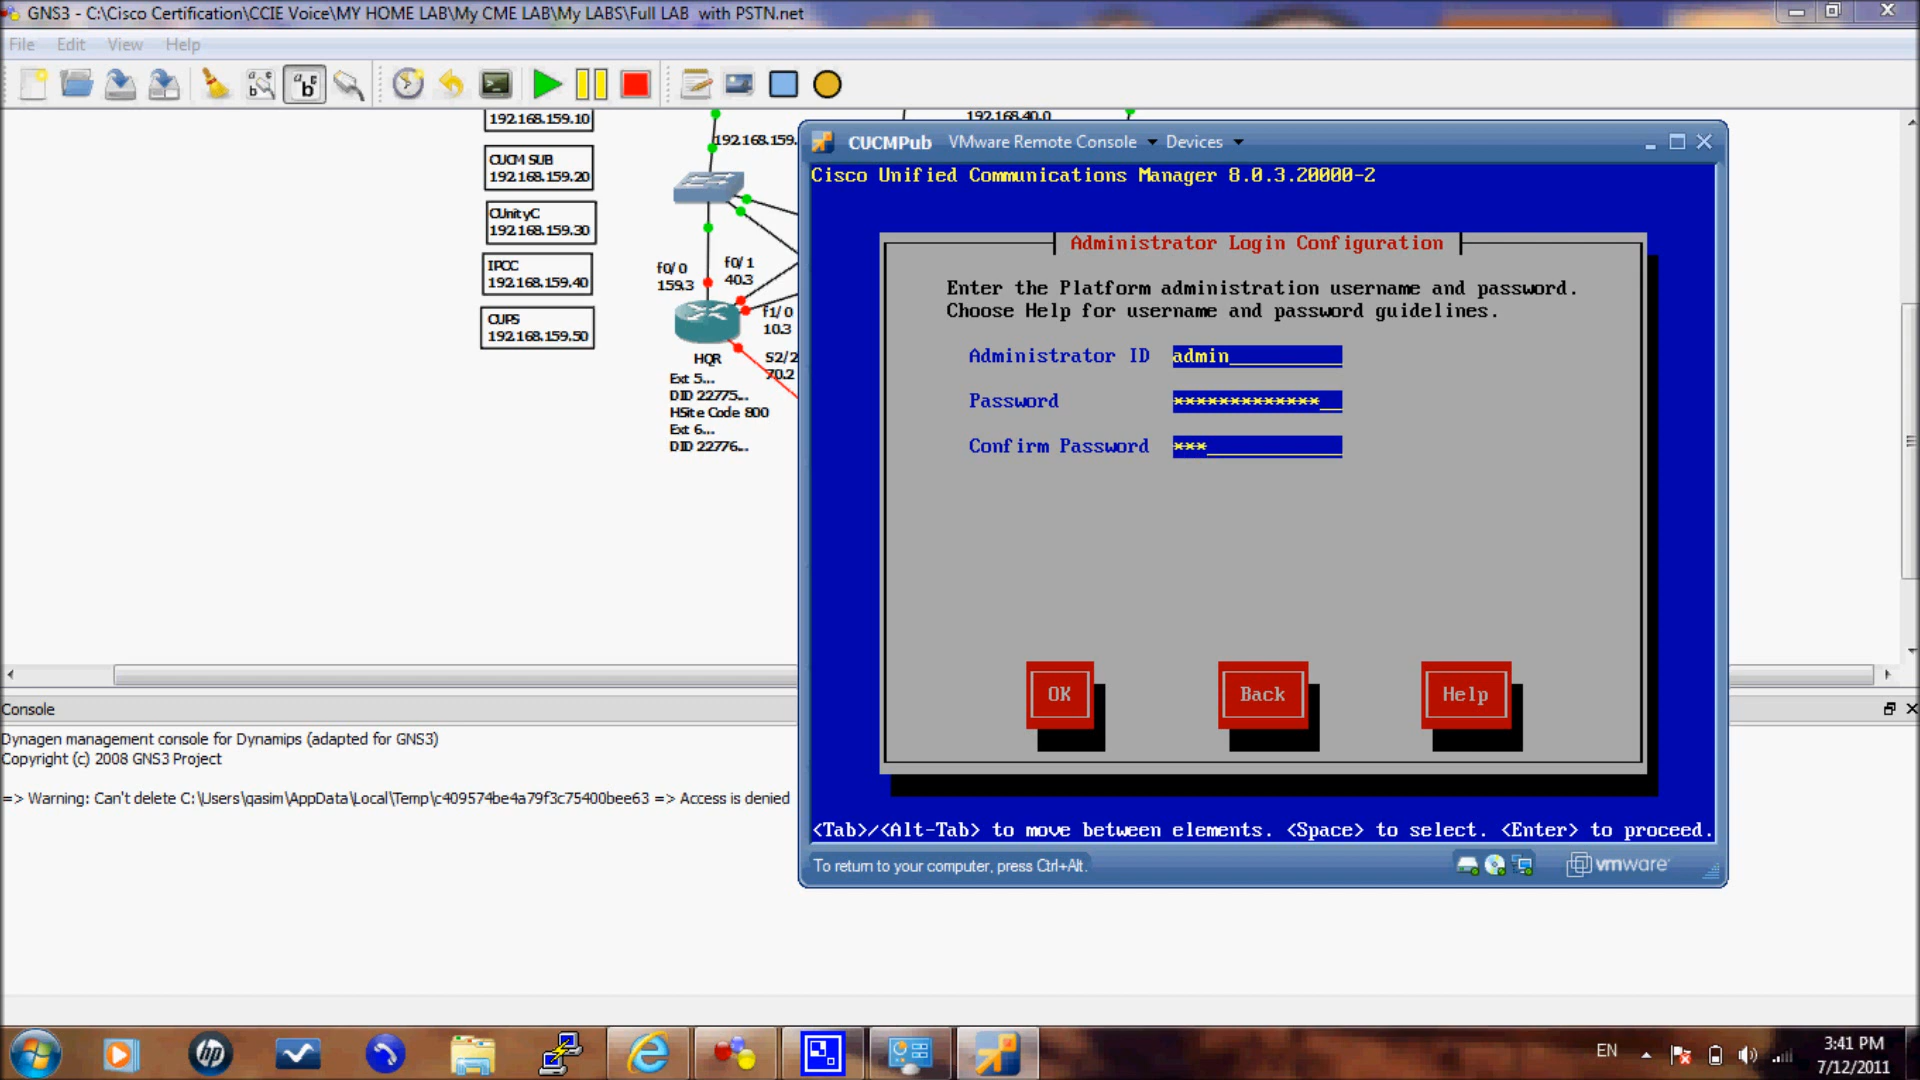 GNS3 - C:\Cisco Certification\CCIE Voice\MY HOME LAB\My CME LAB\My LABS\Full LAB  with PSTN.net
File Edit View Help
192.168.159.10
CUCM SUB
192.168.159.20
CUnityC
192.168.159.30
IPCC
192.168.159.40
CUPS
192.168.159.50
192.168.159.
192.168.40.0
f0/0
159.3
f0/1
40.3
f1/0
10.3
S2/2
70.2
HQR
Ext 5...
DID 22775...
HSite Code 800
Ext 6...
DID 22776...
CUCMPub VMware Remote Console Devices
Cisco Unified Communications Manager 8.0.3.20000-2
Administrator Login Configuration
Enter the Platform administration username and password.
Choose Help for username and password guidelines.
Administrator ID admin
Password *************
Confirm Password ***
OK Back Help
<Tab>/<Alt-Tab> to move between elements. <Space> to select. <Enter> to proceed.
To return to your computer, press Ctrl+Alt.
vmware
Console
Dynagen management console for Dynamips (adapted for GNS3)
Copyright (c) 2008 GNS3 Project
=> Warning: Can't delete C:\Users\qasim\AppData\Local\Temp\c409574be4a79f3c75400bee63 => Access is denied
hp
EN
3:41 PM
7/12/2011